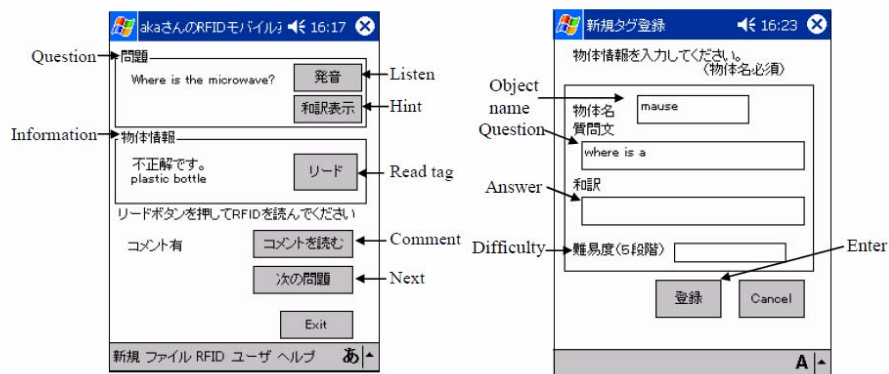 akaさんのRFIDモバイル 16:17
Question
問題
Where is the microwave?
発音
Listen
和訳表示
Hint
Information
物体情報
不正解です。
plastic bottle
リード
Read tag
リードボタンを押してRFIDを読んでください
コメント有
コメントを読む
Comment
次の問題
Next
Exit
新規 ファイル RFID ユーザ ヘルプ あ
新規タグ登録 16:23
物体情報を入力してください。
(物体名必須)
Object name
物体名
mause
Question
質問文
where is a
Answer
和訳
Difficulty
難易度(5段階)
Enter
登録
Cancel
A